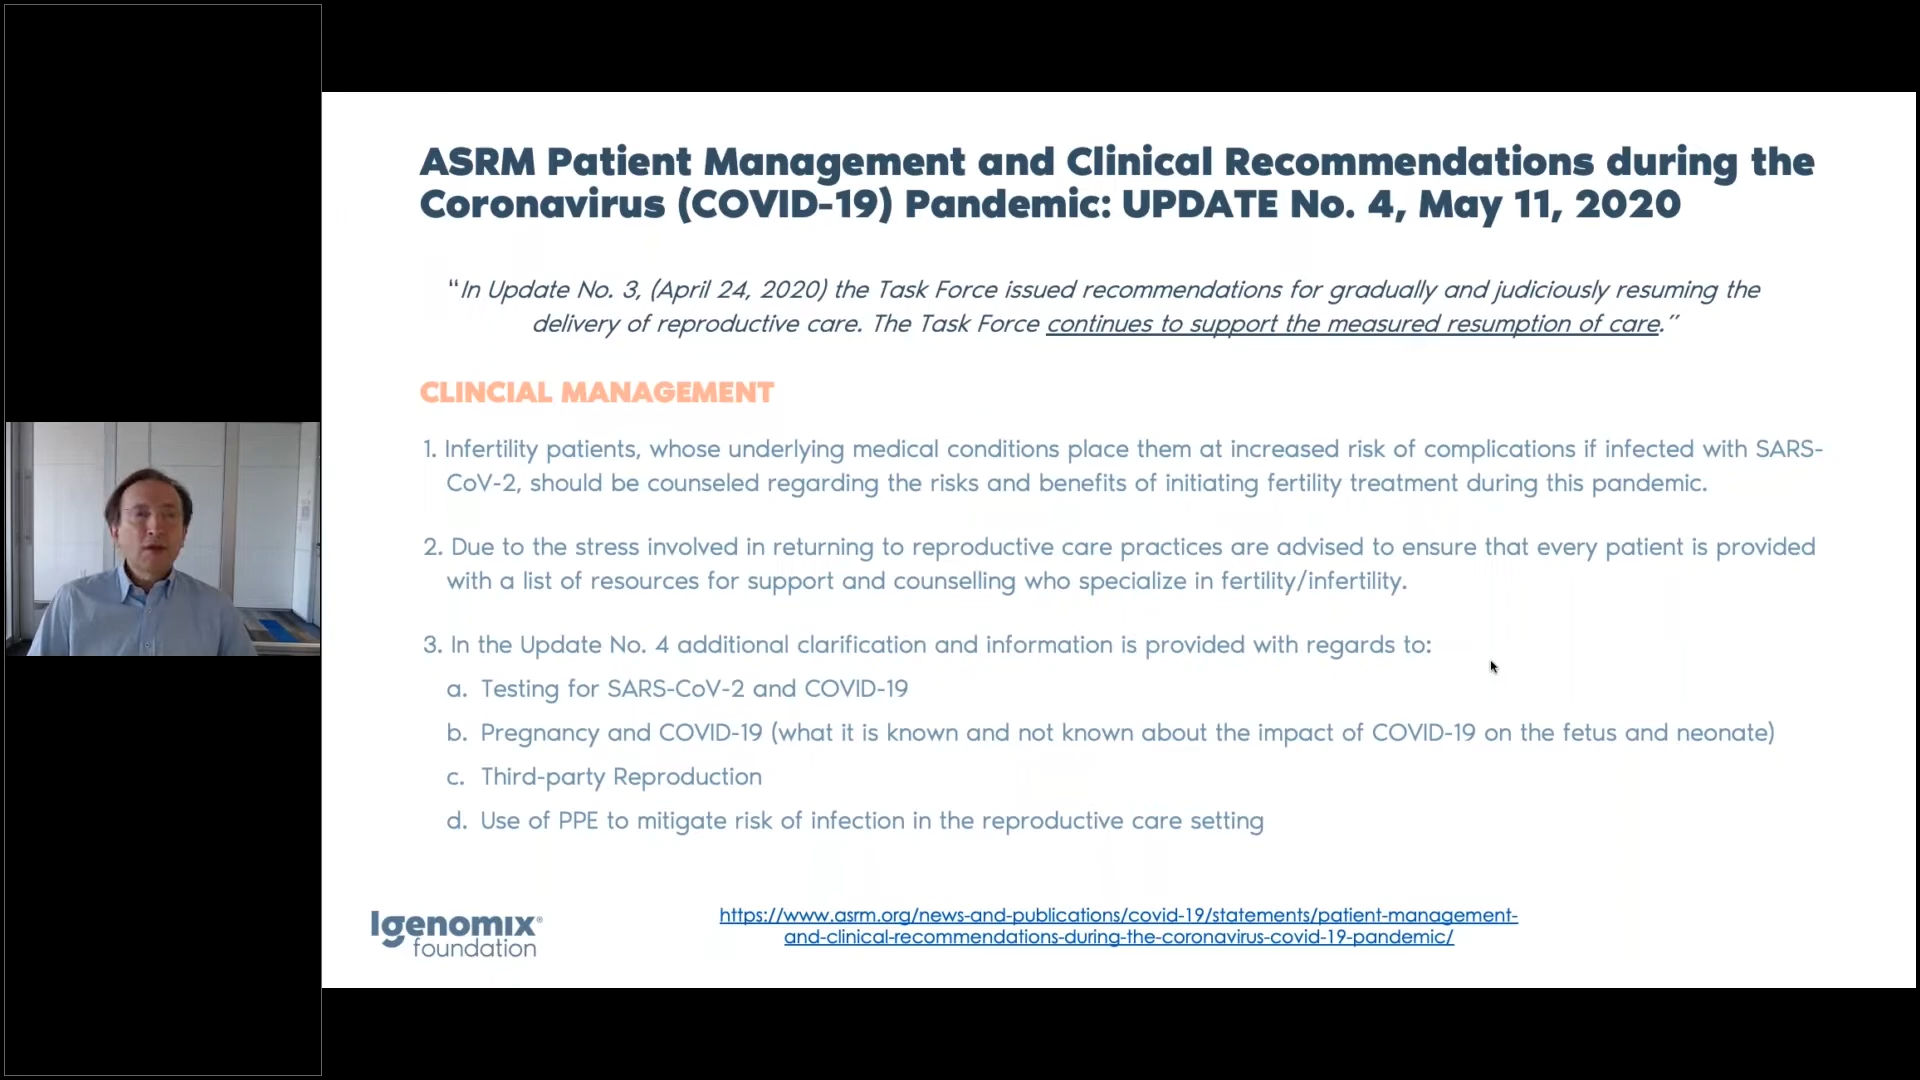 ASRM Patient Management and Clinical Recommendations during the
Coronavirus (COVID-19) Pandemic: UPDATE No. 4, May 11, 2020
“In Update No. 3, (April 24, 2020) the Task Force issued recommendations for gradually and judiciously resuming the
delivery of reproductive care. The Task Force continues to support the measured resumption of care.”
CLINCIAL MANAGEMENT
1. Infertility patients, whose underlying medical conditions place them at increased risk of complications if infected with SARS-
CoV-2, should be counseled regarding the risks and benefits of initiating fertility treatment during this pandemic.
2. Due to the stress involved in returning to reproductive care practices are advised to ensure that every patient is provided
with a list of resources for support and counselling who specialize in fertility/infertility.
3. In the Update No. 4 additional clarification and information is provided with regards to:
a. Testing for SARS-CoV-2 and COVID-19
b. Pregnancy and COVID-19 (what it is known and not known about the impact of COVID-19 on the fetus and neonate)
c. Third-party Reproduction
d. Use of PPE to mitigate risk of infection in the reproductive care setting
Igenomix®
foundation
https://www.asrm.org/news-and-publications/covid-19/statements/patient-management-
and-clinical-recommendations-during-the-coronavirus-covid-19-pandemic/